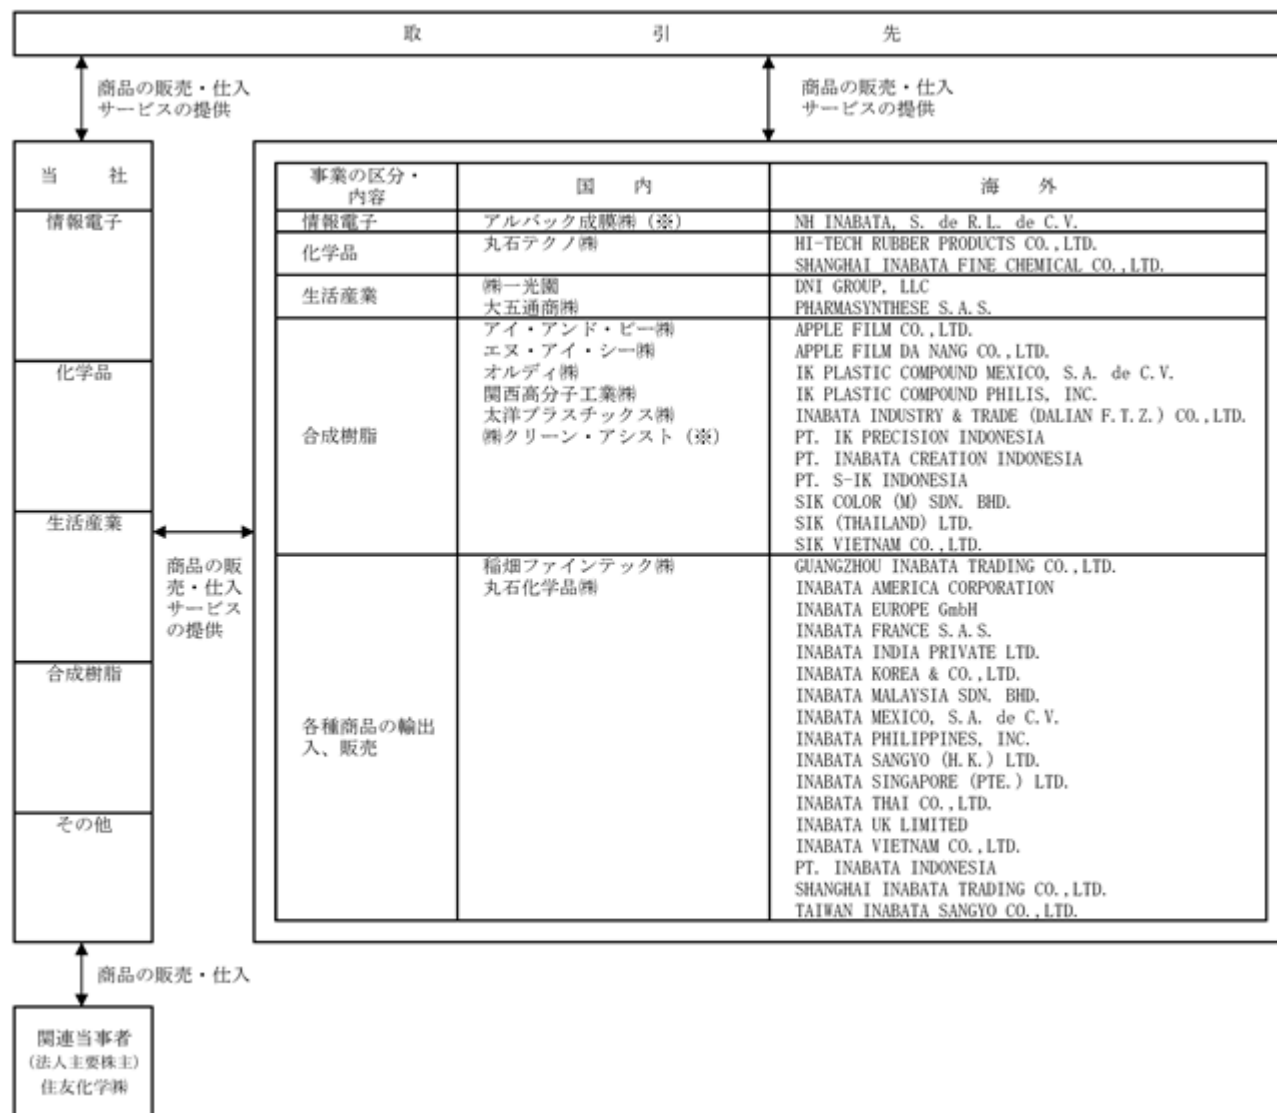 取 引 先
商品の販売・仕入
サービスの提供
商品の販売・仕入
サービスの提供
当 社
情報電子
化学品
生活産業
合成樹脂
その他
商品の販
売・仕入
サービス
の提供
事業の区分・
内容
国 内
海 外
情報電子
アルバック成膜㈱（※）
NH INABATA, S. de R.L. de C.V.
化学品
丸石テクノ㈱
HI-TECH RUBBER PRODUCTS CO.,LTD.
SHANGHAI INABATA FINE CHEMICAL CO.,LTD.
生活産業
㈱一光園
大五通商㈱
DNI GROUP, LLC
PHARMASYNTHESE S.A.S.
合成樹脂
アイ・アンド・ピー㈱
エヌ・アイ・シー㈱
オルディ㈱
関西高分子工業㈱
太洋プラスチックス㈱
㈱クリーン・アシスト（※）
APPLE FILM CO.,LTD.
APPLE FILM DA NANG CO.,LTD.
IK PLASTIC COMPOUND MEXICO, S.A. de C.V.
IK PLASTIC COMPOUND PHILIS, INC.
INABATA INDUSTRY & TRADE (DALIAN F.T.Z.) CO.,LTD.
PT. IK PRECISION INDONESIA
PT. INABATA CREATION INDONESIA
PT. S-IK INDONESIA
SIK COLOR (M) SDN. BHD.
SIK (THAILAND) LTD.
SIK VIETNAM CO.,LTD.
各種商品の輸出
入、販売
稲畑ファインテック㈱
丸石化学品㈱
GUANGZHOU INABATA TRADING CO.,LTD.
INABATA AMERICA CORPORATION
INABATA EUROPE GmbH
INABATA FRANCE S.A.S.
INABATA INDIA PRIVATE LTD.
INABATA KOREA & CO.,LTD.
INABATA MALAYSIA SDN. BHD.
INABATA MEXICO, S.A. de C.V.
INABATA PHILIPPINES, INC.
INABATA SANGYO (H.K.) LTD.
INABATA SINGAPORE (PTE.) LTD.
INABATA THAI CO.,LTD.
INABATA UK LIMITED
INABATA VIETNAM CO.,LTD.
PT. INABATA INDONESIA
SHANGHAI INABATA TRADING CO.,LTD.
TAIWAN INABATA SANGYO CO.,LTD.
商品の販売・仕入
関連当事者
(法人主要株主)
住友化学㈱